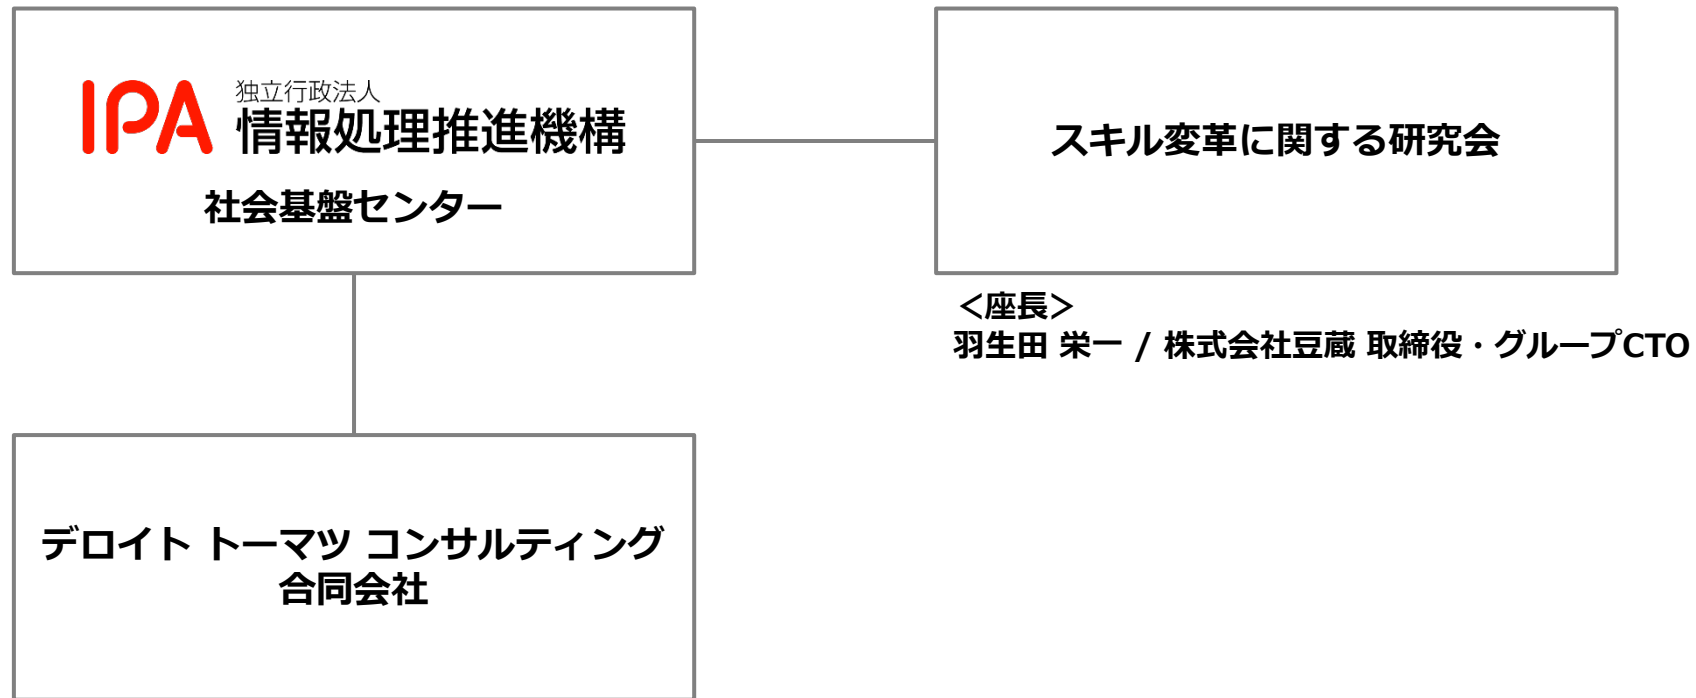 IPA 独立行政法人
情報処理推進機構
社会基盤センター
スキル変革に関する研究会
＜座長＞
羽生田 栄一 / 株式会社豆蔵 取締役・グループCTO
デロイト トーマツ コンサルティング
合同会社